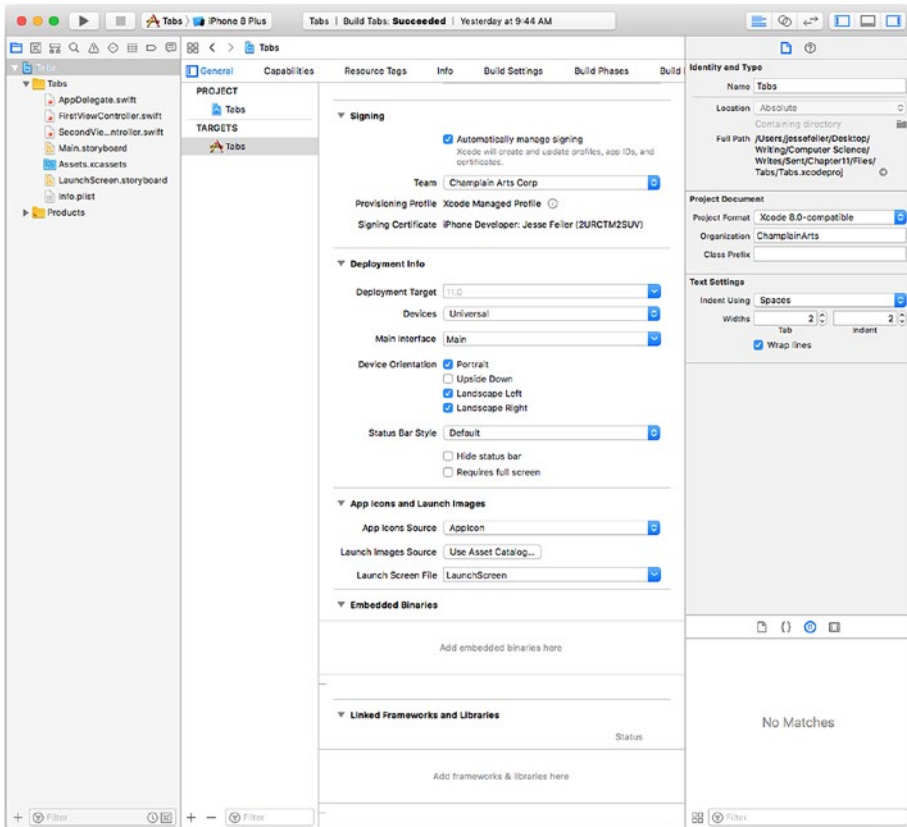 Tabs iPhone 8 Plus
Tabs | Build Tabs: Succeeded | Yesterday at 9:44 AM
Tabs
Tabs
Tabs
AppDelegate.swift
FirstViewController.swift
SecondVie...ntroller.swift
Main.storyboard
Assets.xcassets
LaunchScreen.storyboard
Info.plist
Products
Filter
General Capabilities Resource Tags Info Build Settings Build Phases Build
PROJECT
Tabs
TARGETS
Tabs
Filter
Signing
Automatically manage signing
Xcode will create and update profiles, app IDs, and
certificates.
Team Champlain Arts Corp
Provisioning Profile Xcode Managed Profile
Signing Certificate iPhone Developer: Jesse Feiler (2URCTM2SUV)
Deployment Info
Deployment Target 11.0
Devices Universal
Main Interface Main
Device Orientation Portrait
Upside Down
Landscape Left
Landscape Right
Status Bar Style Default
Hide status bar
Requires full screen
App Icons and Launch Images
App Icons Source AppIcon
Launch Images Source Use Asset Catalog...
Launch Screen File LaunchScreen
Embedded Binaries
Add embedded binaries here
Linked Frameworks and Libraries
Status
Add frameworks & libraries here
Identity and Type
Name Tabs
Location Absolute
Containing directory
Full Path /Users/jessefeiler/Desktop/
Writing/Computer Science/
Writes/Sent/Chapter11/Files/
Tabs/Tabs.xcodeproj
Project Document
Project Format Xcode 8.0-compatible
Organization ChamplainArts
Class Prefix
Text Settings
Indent Using Spaces
Widths 2 2
Tab Indent
Wrap lines
No Matches
Filter